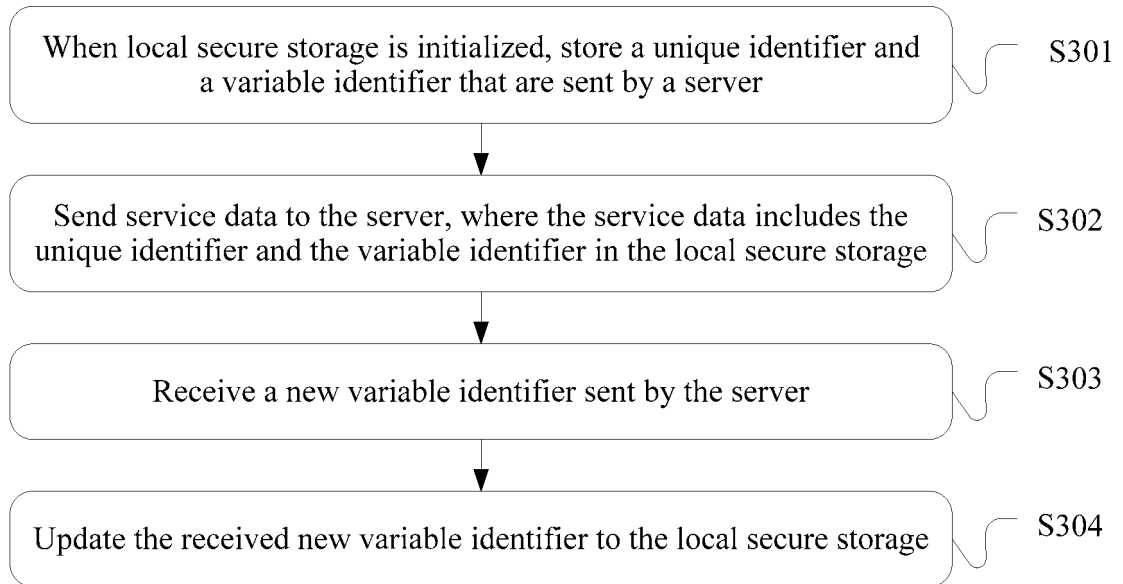 When local secure storage is initialized, store a unique identifier and
a variable identifier that are sent by a server
S301
Send service data to the server, where the service data includes the
unique identifier and the variable identifier in the local secure storage
S302
Receive a new variable identifier sent by the server
S303
Update the received new variable identifier to the local secure storage
S304